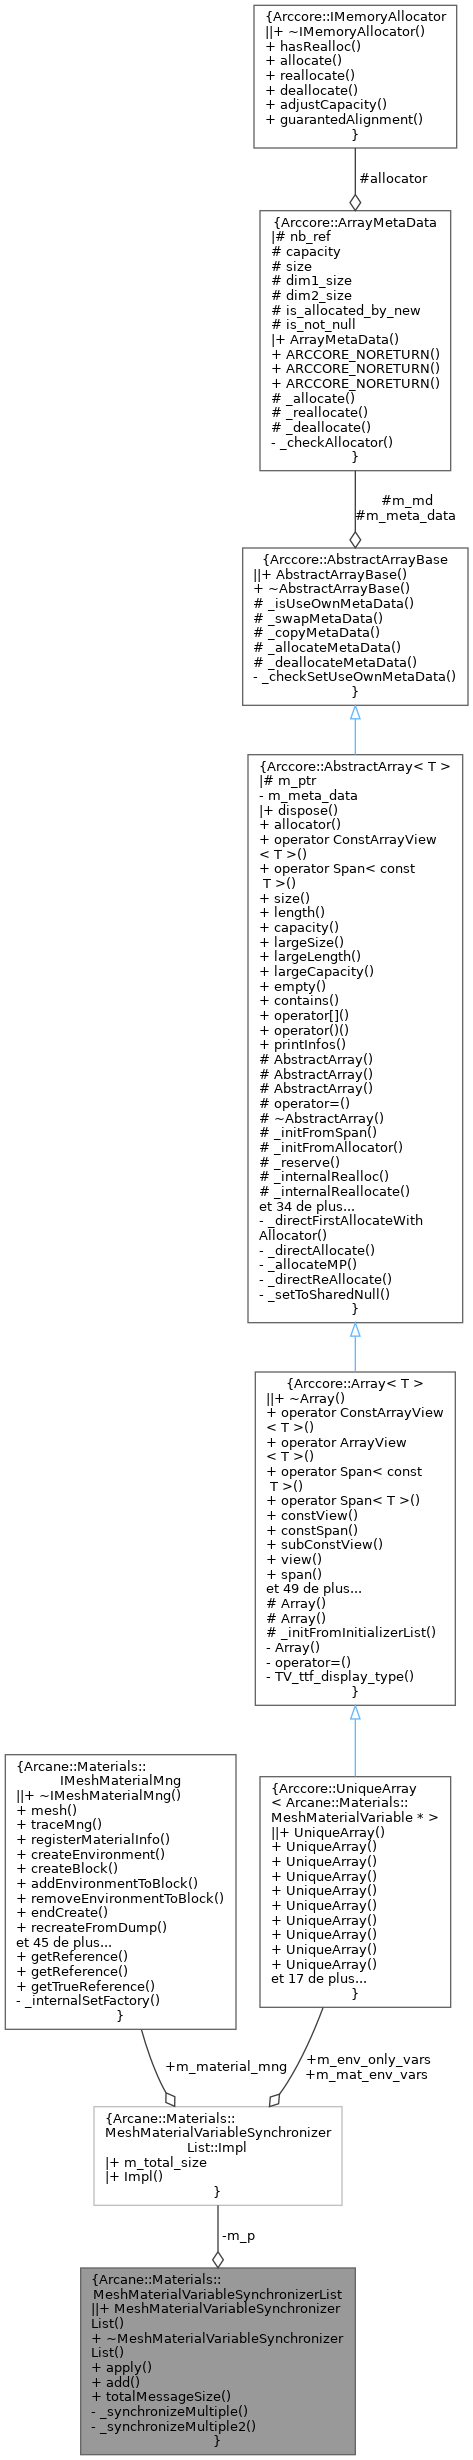 {Arccore::IMemoryAllocator
||+ ~IMemoryAllocator()
+ hasRealloc()
+ allocate()
+ reallocate()
+ deallocate()
+ adjustCapacity()
+ guarantedAlignment()
}
#allocator
{Arccore::ArrayMetaData
|# nb_ref
# capacity
# size
# dim1_size
# dim2_size
# is_allocated_by_new
# is_not_null
|+ ArrayMetaData()
+ ARCCORE_NORETURN()
+ ARCCORE_NORETURN()
+ ARCCORE_NORETURN()
# _allocate()
# _reallocate()
# _deallocate()
- _checkAllocator()
}
#m_md
#m_meta_data
{Arccore::AbstractArrayBase
||+ AbstractArrayBase()
+ ~AbstractArrayBase()
# _isUseOwnMetaData()
# _swapMetaData()
# _copyMetaData()
# _allocateMetaData()
# _deallocateMetaData()
- _checkSetUseOwnMetaData()
}
{Arccore::AbstractArray< T >
|# m_ptr
- m_meta_data
|+ dispose()
+ allocator()
+ operator ConstArrayView
< T >()
+ operator Span< const
T >()
+ size()
+ length()
+ capacity()
+ largeSize()
+ largeLength()
+ largeCapacity()
+ empty()
+ contains()
+ operator[]()
+ operator()()
+ printInfos()
# AbstractArray()
# AbstractArray()
# AbstractArray()
# operator=()
# ~AbstractArray()
# _initFromSpan()
# _initFromAllocator()
# _reserve()
# _internalRealloc()
# _internalReallocate()
et 34 de plus...
- _directFirstAllocateWith
Allocator()
- _directAllocate()
- _allocateMP()
- _directReAllocate()
- _setToSharedNull()
}
{Arccore::Array< T >
||+ ~Array()
+ operator ConstArrayView
< T >()
+ operator ArrayView
< T >()
+ operator Span< const
T >()
+ operator Span< T >()
+ constView()
+ constSpan()
+ subConstView()
+ view()
+ span()
et 49 de plus...
# Array()
# Array()
# _initFromInitializerList()
- Array()
- operator=()
- TV_ttf_display_type()
}
{Arcane::Materials::
IMeshMaterialMng
||+ ~IMeshMaterialMng()
+ mesh()
+ traceMng()
+ registerMaterialInfo()
+ createEnvironment()
+ createBlock()
+ addEnvironmentToBlock()
+ removeEnvironmentToBlock()
+ endCreate()
+ recreateFromDump()
et 45 de plus...
+ getReference()
+ getReference()
+ getTrueReference()
- _internalSetFactory()
}
{Arccore::UniqueArray
< Arcane::Materials::
MeshMaterialVariable * >
||+ UniqueArray()
+ UniqueArray()
+ UniqueArray()
+ UniqueArray()
+ UniqueArray()
+ UniqueArray()
+ UniqueArray()
+ UniqueArray()
+ UniqueArray()
+ UniqueArray()
et 17 de plus...
}
+m_material_mng
+m_env_only_vars
+m_mat_env_vars
{Arcane::Materials::
MeshMaterialVariableSynchronizer
List::Impl
|+ m_total_size
|+ Impl()
}
-m_p
{Arcane::Materials::
MeshMaterialVariableSynchronizerList
||+ MeshMaterialVariableSynchronizer
List()
+ ~MeshMaterialVariableSynchronizer
List()
+ apply()
+ add()
+ totalMessageSize()
- _synchronizeMultiple()
- _synchronizeMultiple2()
}